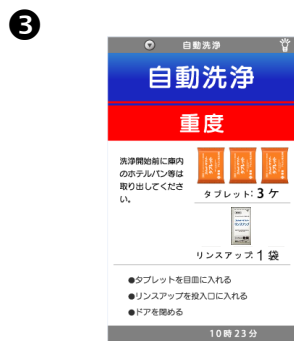 ❸
自動洗浄
自動洗浄
重度
洗浄開始前に庫内
のホテルパン等は
取り出してくださ
い。
タブレット:3ケ
リンスアップ:1袋
●タブレットを目皿に入れる
●リンスアップを投入口に入れる
●ドアを閉める
10時23分